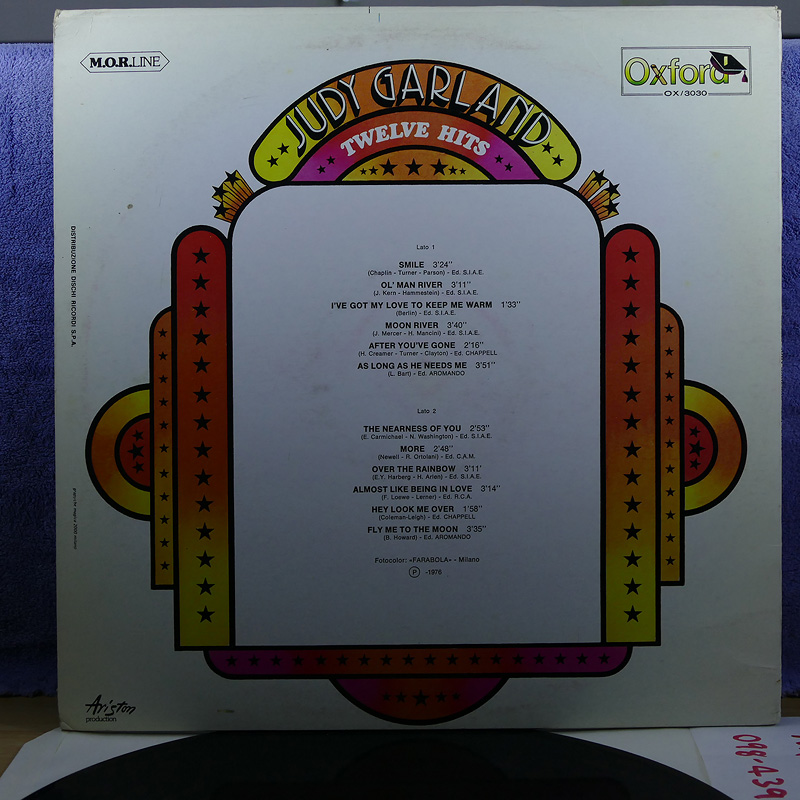 M.O.R.LINE
Oxford
OX/3030
JUDY GARLAND
TWELVE HITS
DISTRIBUZIONE DISCHI RICORDI S.P.A.
Lato 1
SMILE 3'24''
(Chaplin - Turner - Parson) - Ed. S.I.A.E.
OL' MAN RIVER 3'11''
(J. Kern - Hammestein) - Ed. S.I.A.E.
I'VE GOT MY LOVE TO KEEP ME WARM 1'33''
(Berlin) - Ed. S.I.A.E.
MOON RIVER 3'40''
(J. Mercer - H. Mancini) - Ed. S.I.A.E.
AFTER YOU'VE GONE 2'16''
(H. Creamer - Turner - Clayton) - Ed. CHAPPELL
AS LONG AS HE NEEDS ME 3'51''
(L. Bart) - Ed. AROMANDO
Lato 2
THE NEARNESS OF YOU 2'53''
(E. Carmichael - N. Washington) - Ed. S.I.A.E.
MORE 2'48''
(Newell - R. Ortolani) - Ed. C.A.M.
OVER THE RAINBOW 3'11'
(E.Y. Harberg - H. Arlen) - Ed. S.I.A.E.
ALMOST LIKE BEING IN LOVE 3'14''
(F. Loewe - Lerner) - Ed. R.C.A.
HEY LOOK ME OVER 1'58''
(Coleman-Leigh) - Ed. CHAPPELL
FLY ME TO THE MOON 3'35''
(B. Howard) - Ed. AROMANDO
Fotocolor: «FARABOLA» - Milano
Ⓟ -1976
Ariston
production
098-439